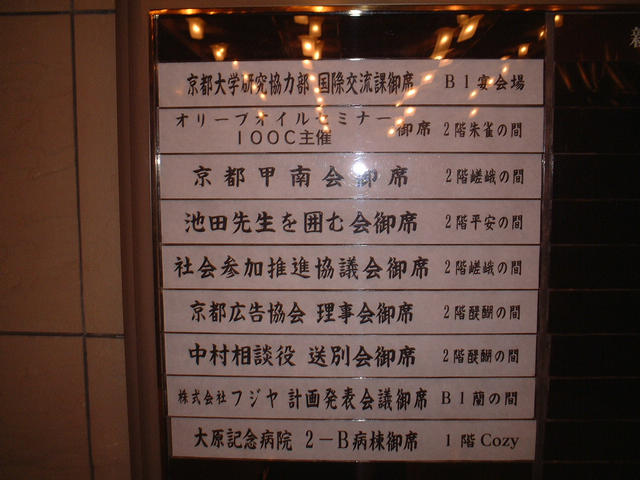 京都大学研究協力部 国際交流課御席 B1宴会場
オリーブオイルセミナー
IOOC主催 御席 2階朱雀の間
京都甲南会御席 2階嵯峨の間
池田先生を囲む会御席 2階平安の間
社会参加推進協議会御席 2階嵯峨の間
京都広告協会 理事会御席 2階醍醐の間
中村相談役 送別会御席 2階醍醐の間
株式会社フジヤ 計画発表会議御席 B1蘭の間
大原記念病院 2-B病棟御席 1階Cozy